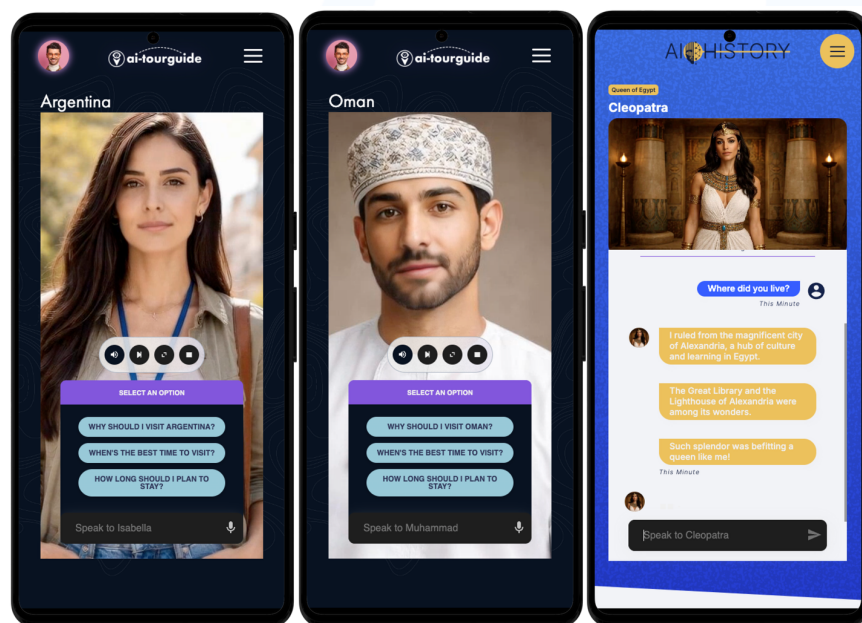 ai-tourguide
Argentina
SELECT AN OPTION
WHY SHOULD I VISIT ARGENTINA?
WHEN'S THE BEST TIME TO VISIT?
HOW LONG SHOULD I PLAN TO
STAY?
Speak to Isabella
ai-tourguide
Oman
SELECT AN OPTION
WHY SHOULD I VISIT OMAN?
WHEN'S THE BEST TIME TO VISIT?
HOW LONG SHOULD I PLAN TO
STAY?
Speak to Muhammad
AI HISTORY
Queen of Egypt
Cleopatra
Where did you live?
This Minute
I ruled from the magnificent city
of Alexandria, a hub of culture
and learning in Egypt.
The Great Library and the
Lighthouse of Alexandria were
among its wonders.
Such splendor was befitting a
queen like me!
This Minute
Speak to Cleopatra